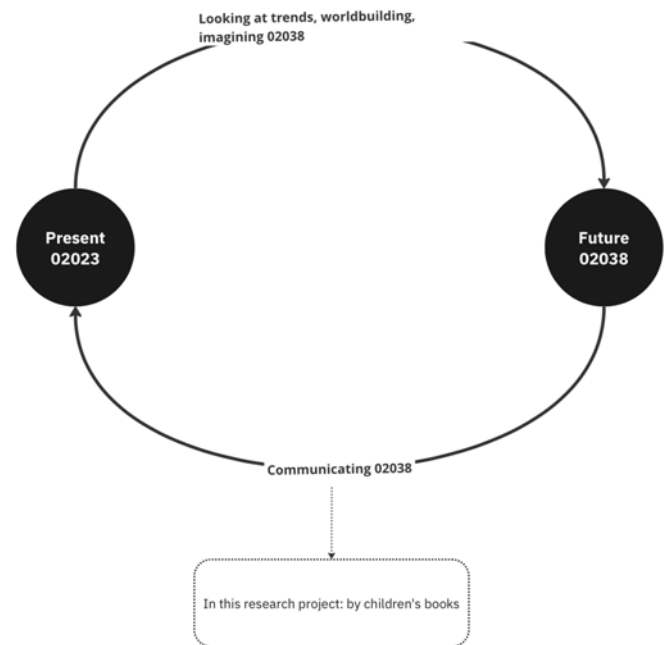 Looking at trends, worldbuilding,
imagining 02038
Present
02023
Future
02038
Communicating 02038
In this research project: by children's books